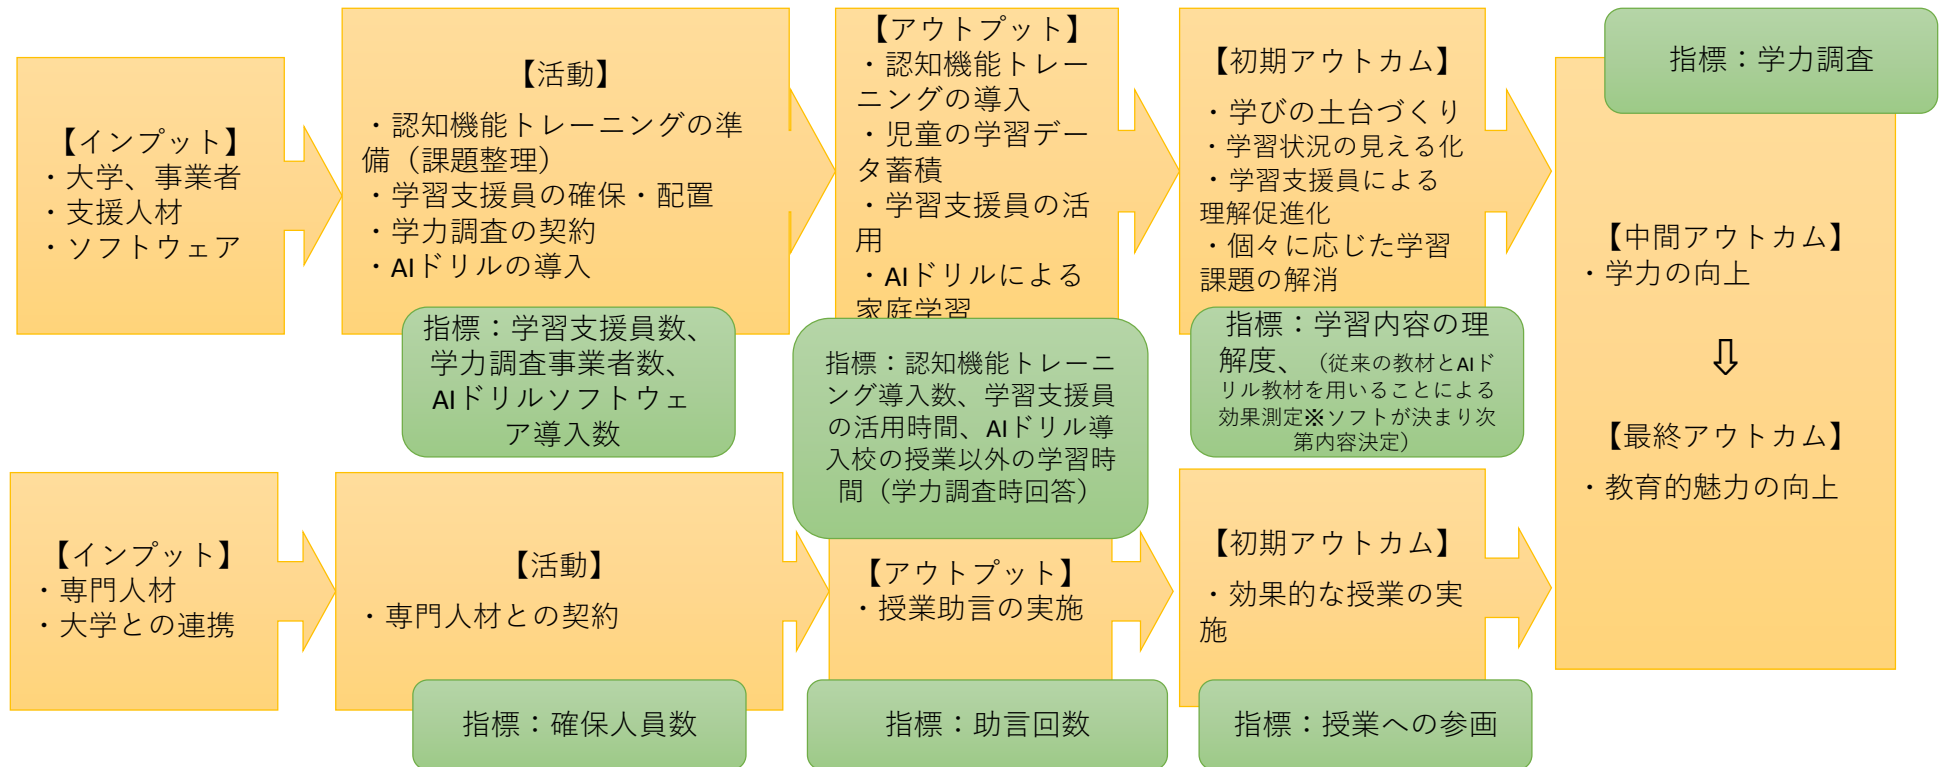 【インプット】
・大学、事業者
・支援人材
・ソフトウェア
【活動】
・認知機能トレーニングの準
備（課題整理）
・学習支援員の確保・配置
・学力調査の契約
・AIドリルの導入
指標：学習支援員数、
学力調査事業者数、
AIドリルソフトウェ
ア導入数
【アウトプット】
・認知機能トレー
ニングの導入
・児童の学習デー
タ蓄積
・学習支援員の活
用
・AIドリルによる
家庭学習
指標：認知機能トレーニ
ング導入数、学習支援員
の活用時間、AIドリル導
入校の授業以外の学習時
間（学力調査時回答）
【初期アウトカム】
・学びの土台づくり
・学習状況の見える化
・学習支援員による
理解促進化
・個々に応じた学習
課題の解消
指標：学習内容の理
解度、（従来の教材とAIド
リル教材を用いることによる
効果測定※ソフトが決まり次
第内容決定）
指標：学力調査
【中間アウトカム】
・学力の向上
⇩
【最終アウトカム】
・教育的魅力の向上
【インプット】
・専門人材
・大学との連携
【活動】
・専門人材との契約
指標：確保人員数
【アウトプット】
・授業助言の実施
指標：助言回数
【初期アウトカム】
・効果的な授業の実
施
指標：授業への参画